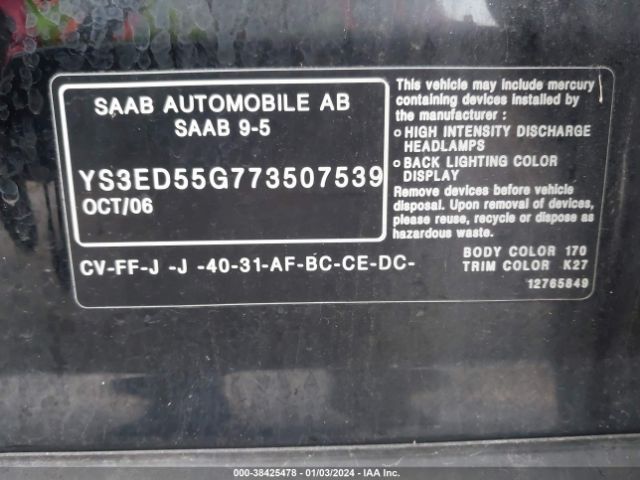 SAAB AUTOMOBILE AB
SAAB 9-5
YS3ED55G773507539
OCT/06
CV-FF-J -J -40-31-AF-BC-CE-DC-
This vehicle may include mercury
containing devices installed by
the manufacturer :
o HIGH INTENSITY DISCHARGE
HEADLAMPS
o BACK LIGHTING COLOR
DISPLAY
Remove devices before vehicle
disposal. Upon removal of devices,
please reuse, recycle or dispose as
hazardous waste.
BODY COLOR 170
TRIM COLOR K27
12765849
000-38425478 - 01/03/2024 - IAA Inc.